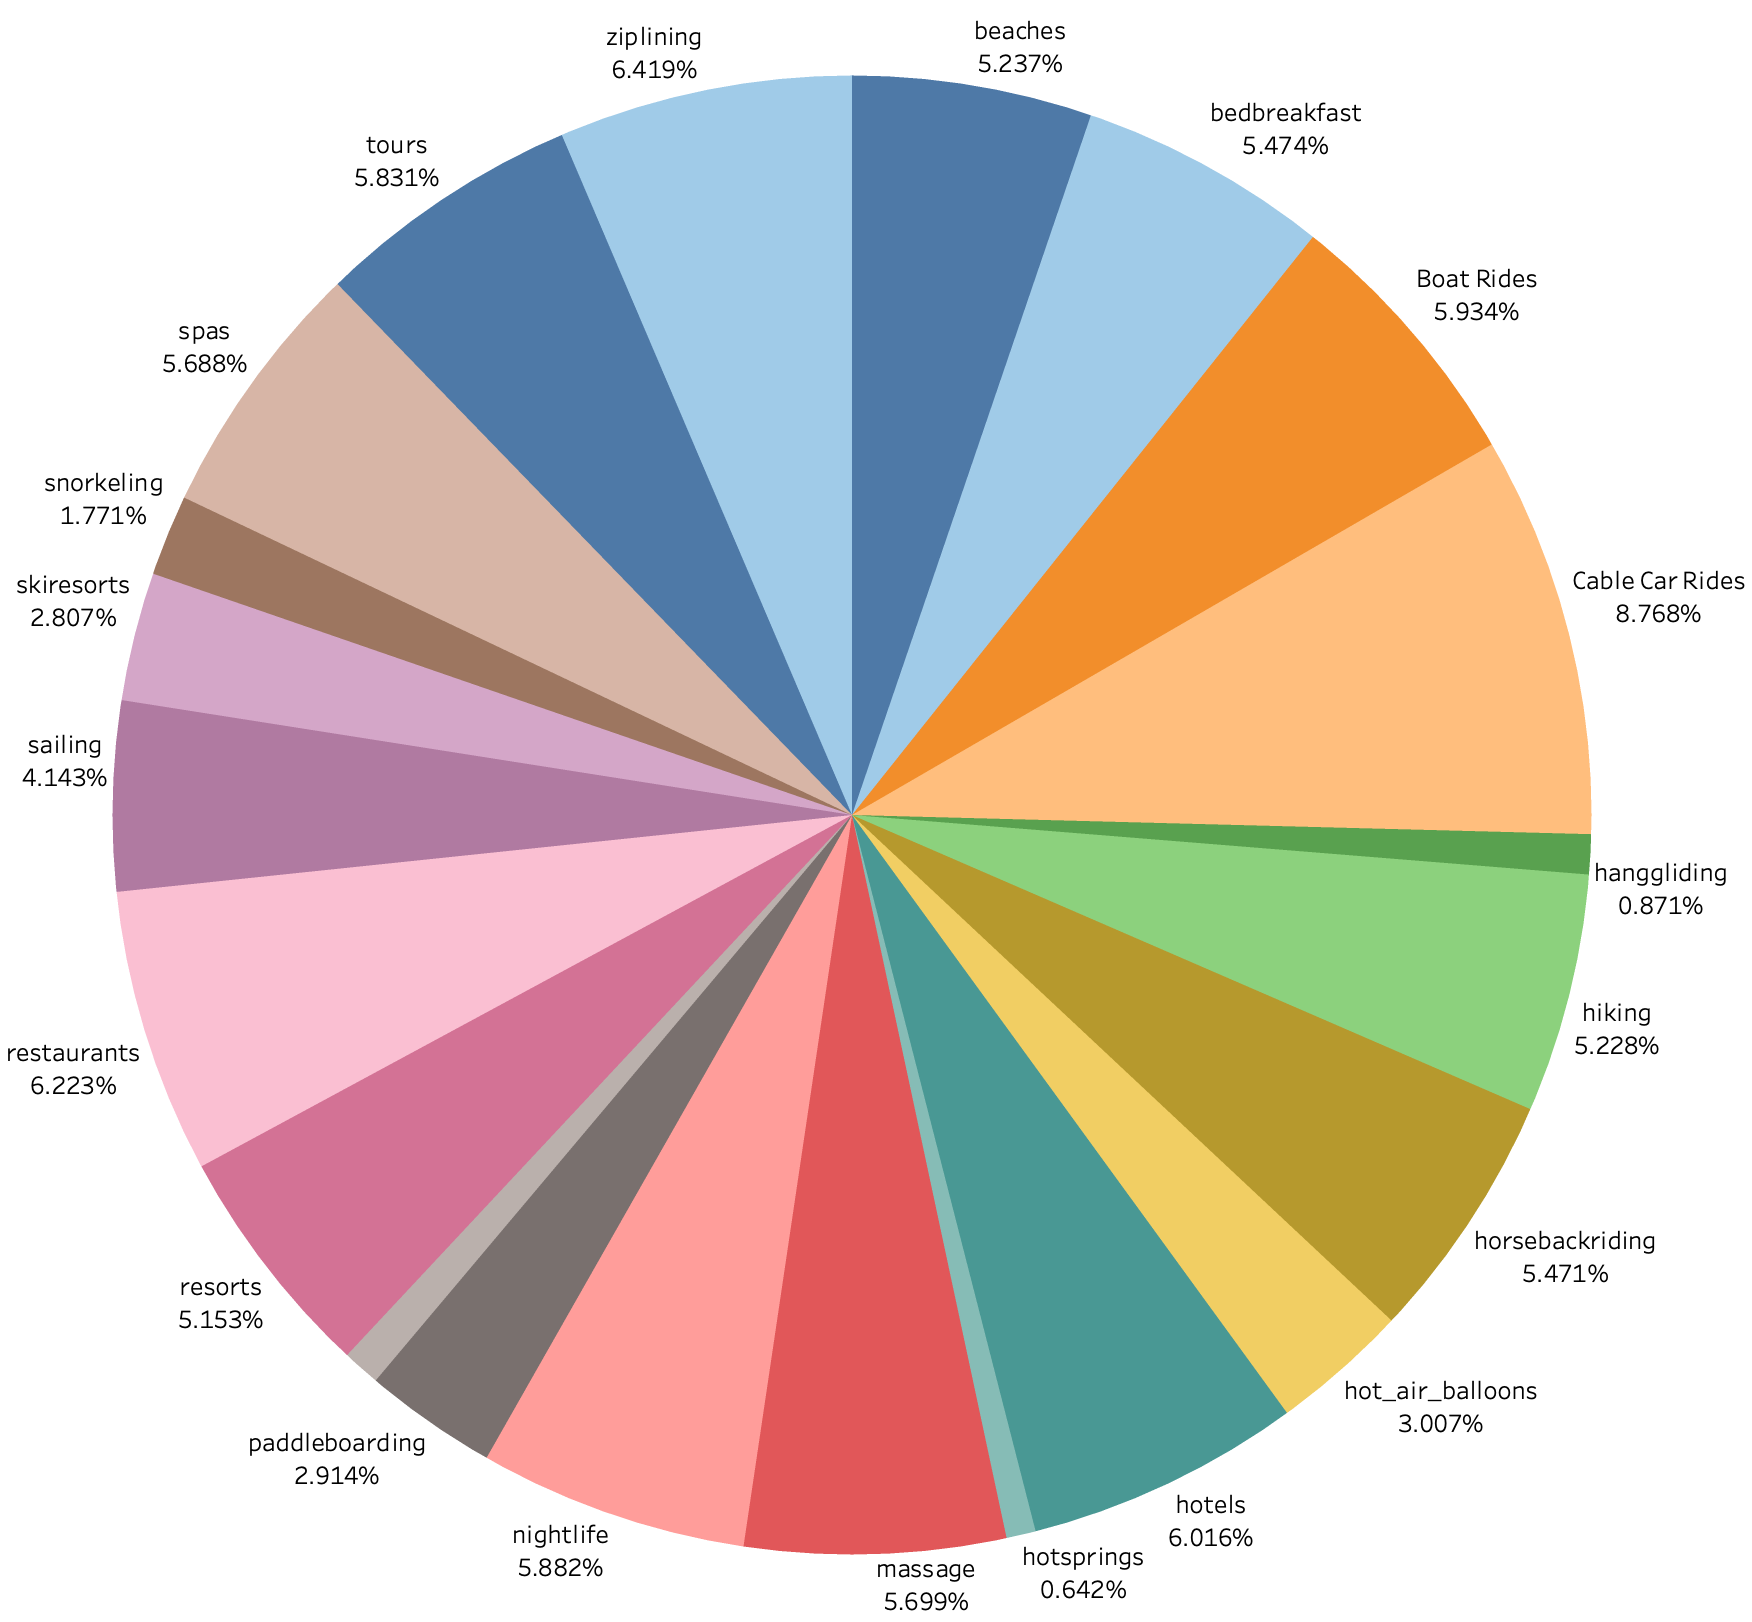 ziplining
6.419%
beaches
5.237%
bedbreakfast
5.474%
tours
5.831%
Boat Rides
5.934%
spas
5.688%
snorkeling
1.771%
Cable Car Rides
8.768%
skiresorts
2.807%
sailing
4.143%
hanggliding
0.871%
hiking
5.228%
restaurants
6.223%
horsebackriding
5.471%
resorts
5.153%
hot_air_balloons
3.007%
paddleboarding
2.914%
hotels
6.016%
nightlife
5.882%
hotsprings
0.642%
massage
5.699%